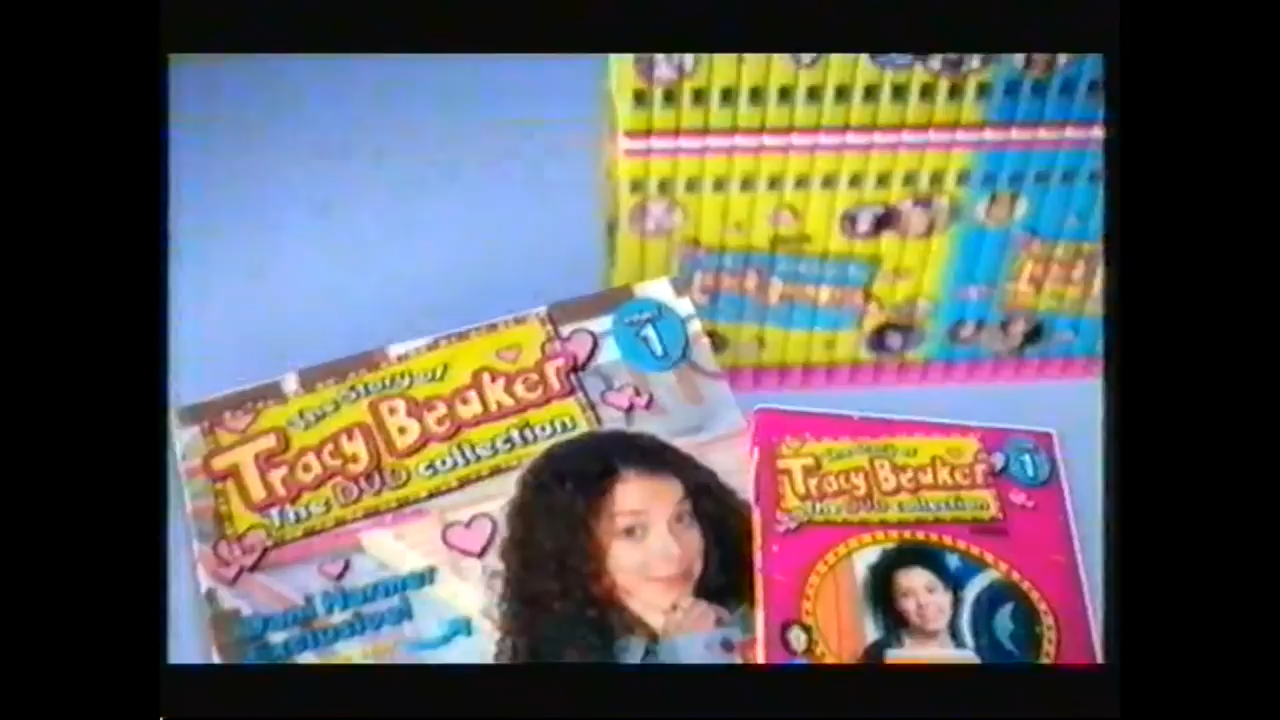 The Story of
Tracy Beaker
The DVD collection
1
Dani Harmer
Exclusive!
The Story of
Tracy Beaker
The DVD collection
1